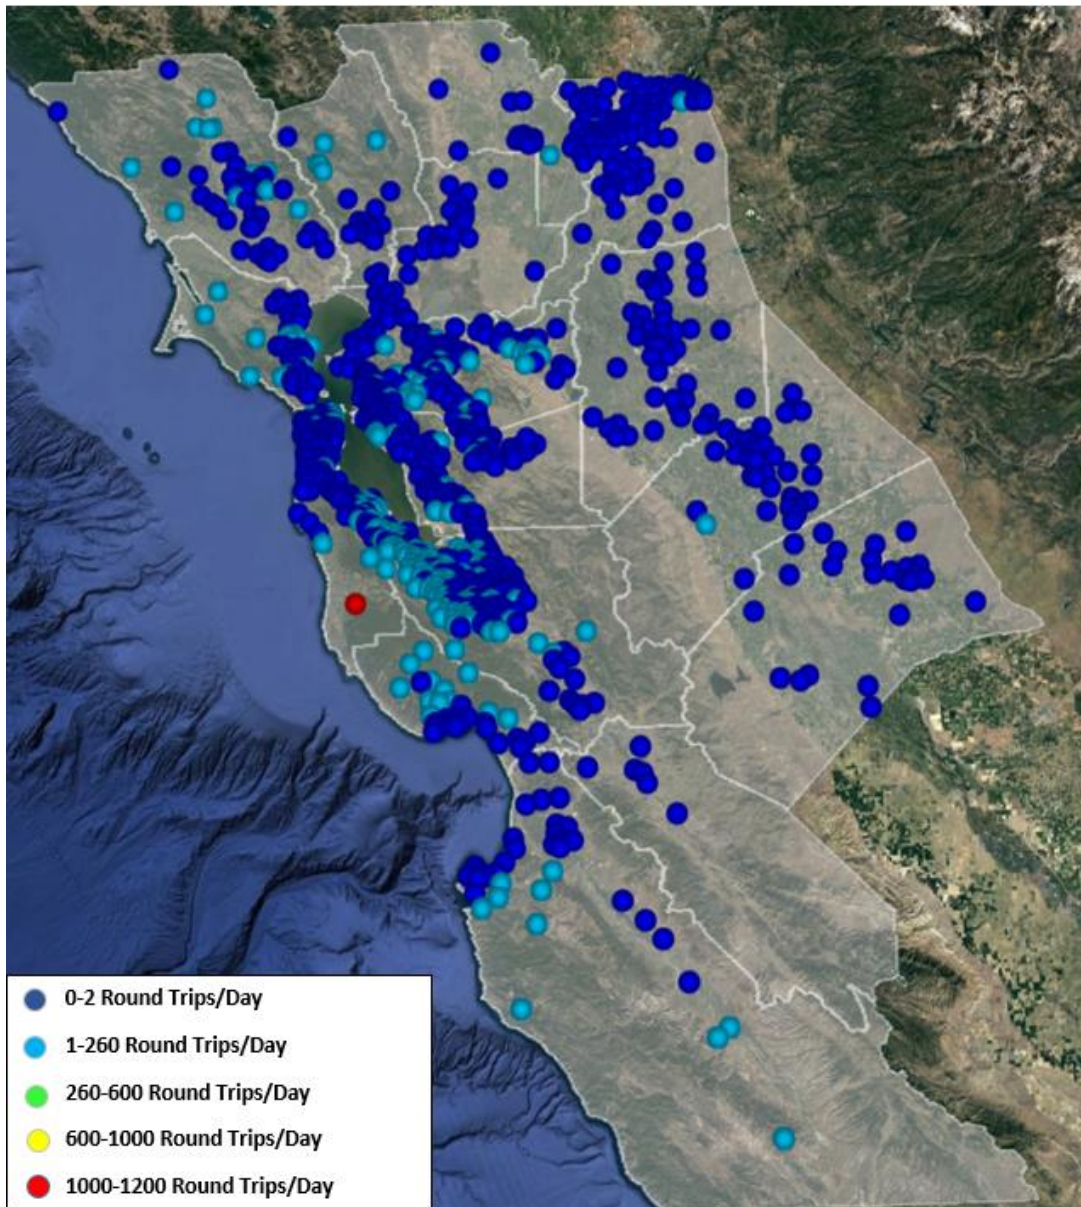 0-2 Round Trips/Day
1-260 Round Trips/Day
260-600 Round Trips/Day
600-1000 Round Trips/Day
1000-1200 Round Trips/Day